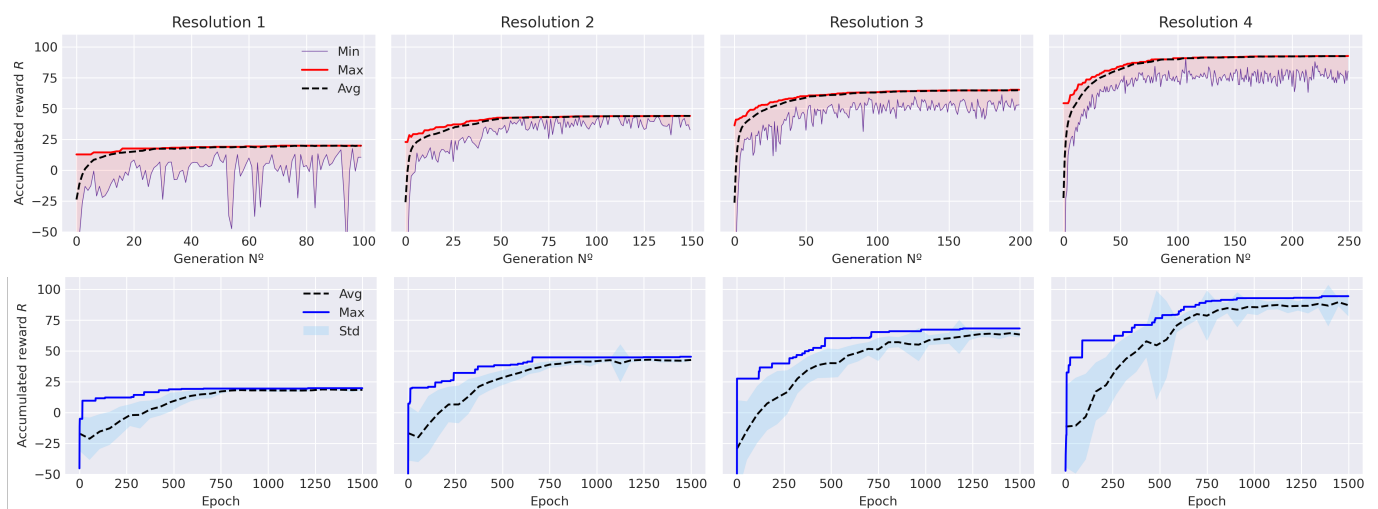 Resolution 1 Resolution 2 Resolution 3 Resolution 4
Accumulated reward R
100
75
50
25
0
−25
−50
Min
Max
Avg
0 20 40 60 80 100
0 25 50 75 100 125 150
0 50 100 150 200
0 50 100 150 200 250
Generation Nº Generation Nº Generation Nº Generation Nº
Accumulated reward R
100
75
50
25
0
−25
−50
Avg
Max
Std
0 250 500 750 1000 1250 1500
0 250 500 750 1000 1250 1500
0 250 500 750 1000 1250 1500
0 250 500 750 1000 1250 1500
Epoch Epoch Epoch Epoch